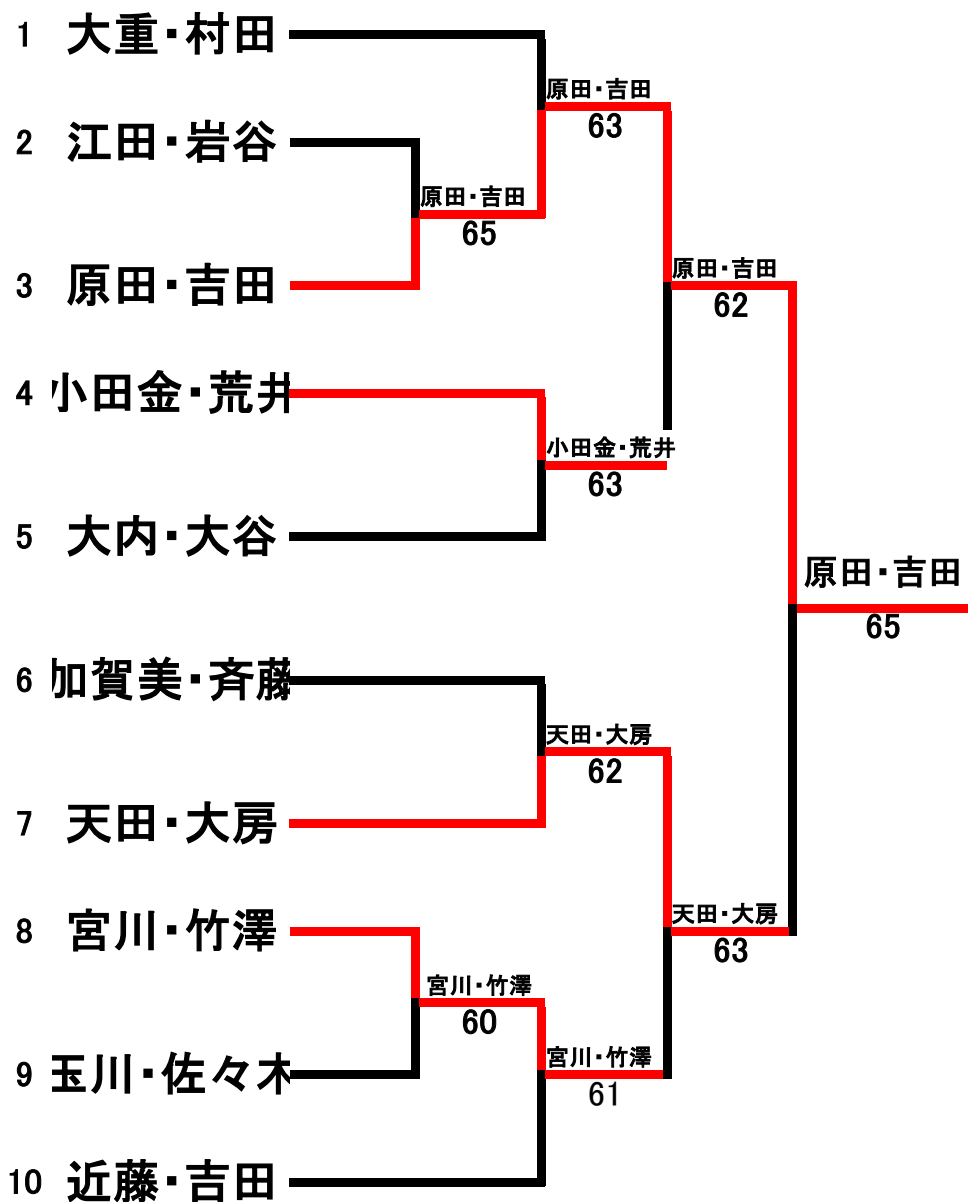 1 大重・村田
原田・吉田
63
2 江田・岩谷
原田・吉田
65
3 原田・吉田
原田・吉田
62
4 小田金・荒井
小田金・荒井
63
5 大内・大谷
原田・吉田
65
6 加賀美・斉藤
天田・大房
62
7 天田・大房
天田・大房
63
8 宮川・竹澤
宮川・竹澤
60
9 玉川・佐々木
宮川・竹澤
61
10 近藤・吉田